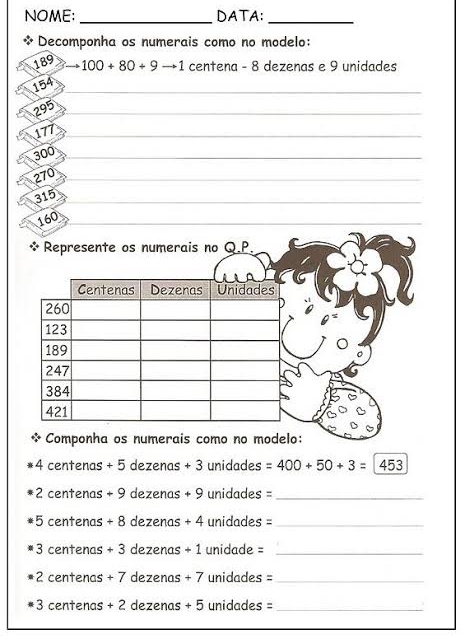 NOME: ____________ DATA: ________
❖ Decomponha os numerais como no modelo:
189 →100 + 80 + 9 →1 centena - 8 dezenas e 9 unidades
154
295
177
300
270
315
160
❖ Represente os numerais no Q.P.
Centenas Dezenas Unidades
260
123
189
247
384
421
❖ Componha os numerais como no modelo:
*4 centenas + 5 dezenas + 3 unidades = 400 + 50 + 3 = 453
*2 centenas + 9 dezenas + 9 unidades = ____________
*5 centenas + 8 dezenas + 4 unidades = ____________
*3 centenas + 3 dezenas + 1 unidade = ____________
*2 centenas + 7 dezenas + 7 unidades = ____________
*3 centenas + 2 dezenas + 5 unidades = ____________